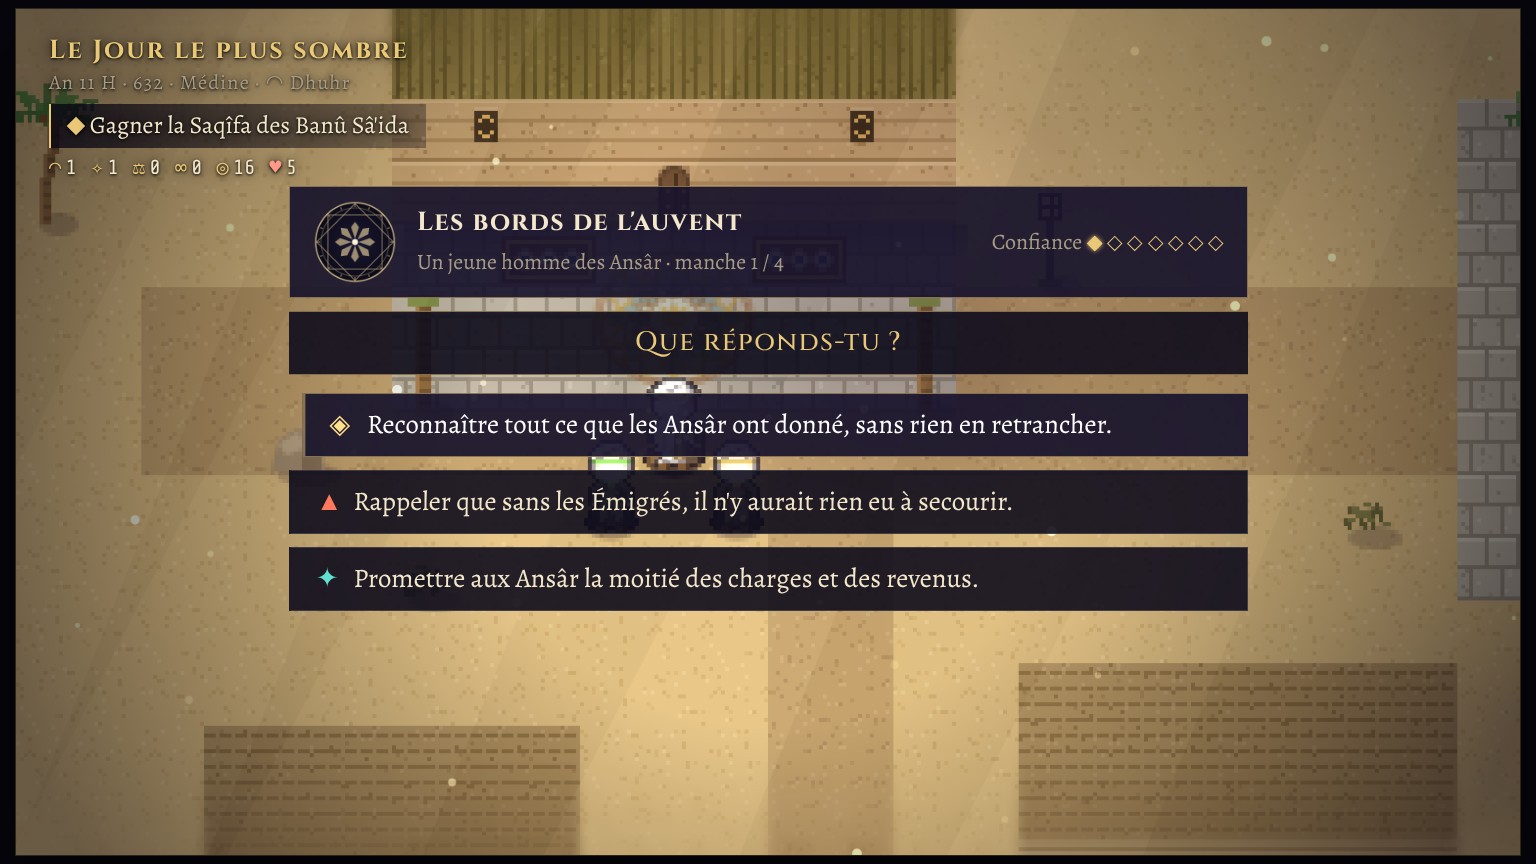 Le Jour le plus sombre
An 11 H · 632 · Médine · ◠ Dhuhr
◆ Gagner la Saqîfa des Banû Sâ'ida
◠1 ✧1 ⚖0 ∞0 ◎16 ♥5
Les bords de l'auvent
Un jeune homme des Ansâr · manche 1 / 4
Confiance ◆◇◇◇◇◇◇
Que réponds-tu ?
◈ Reconnaître tout ce que les Ansâr ont donné, sans rien en retrancher.
▲ Rappeler que sans les Émigrés, il n'y aurait rien eu à secourir.
✦ Promettre aux Ansâr la moitié des charges et des revenus.